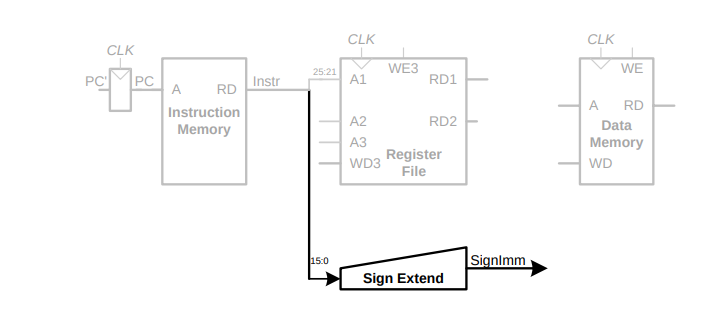 CLK
CLK
CLK
PC'
PC
A
RD
Instruction
Memory
Instr
25:21
A1
WE3
RD1
A2
RD2
A3
WD3
Register
File
WE
A
RD
Data
Memory
WD
15:0
Sign Extend
SignImm